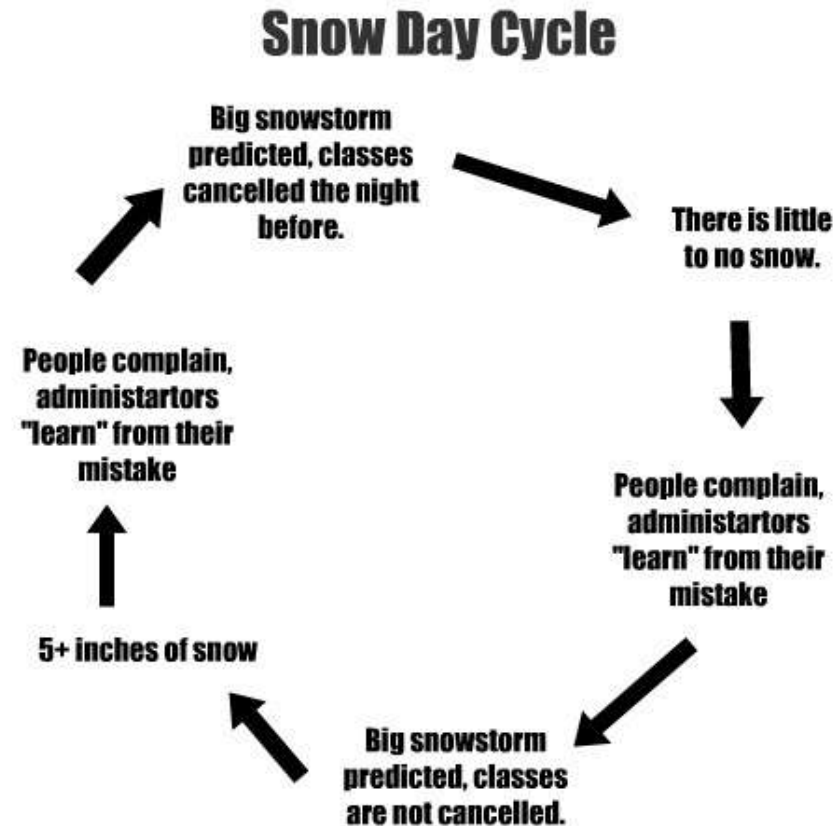 Snow Day Cycle
Big snowstorm
predicted, classes
cancelled the night
before.
There is little
to no snow.
People complain,
administartors
"learn" from their
mistake
Big snowstorm
predicted, classes
are not cancelled.
5+ inches of snow
People complain,
administartors
"learn" from their
mistake